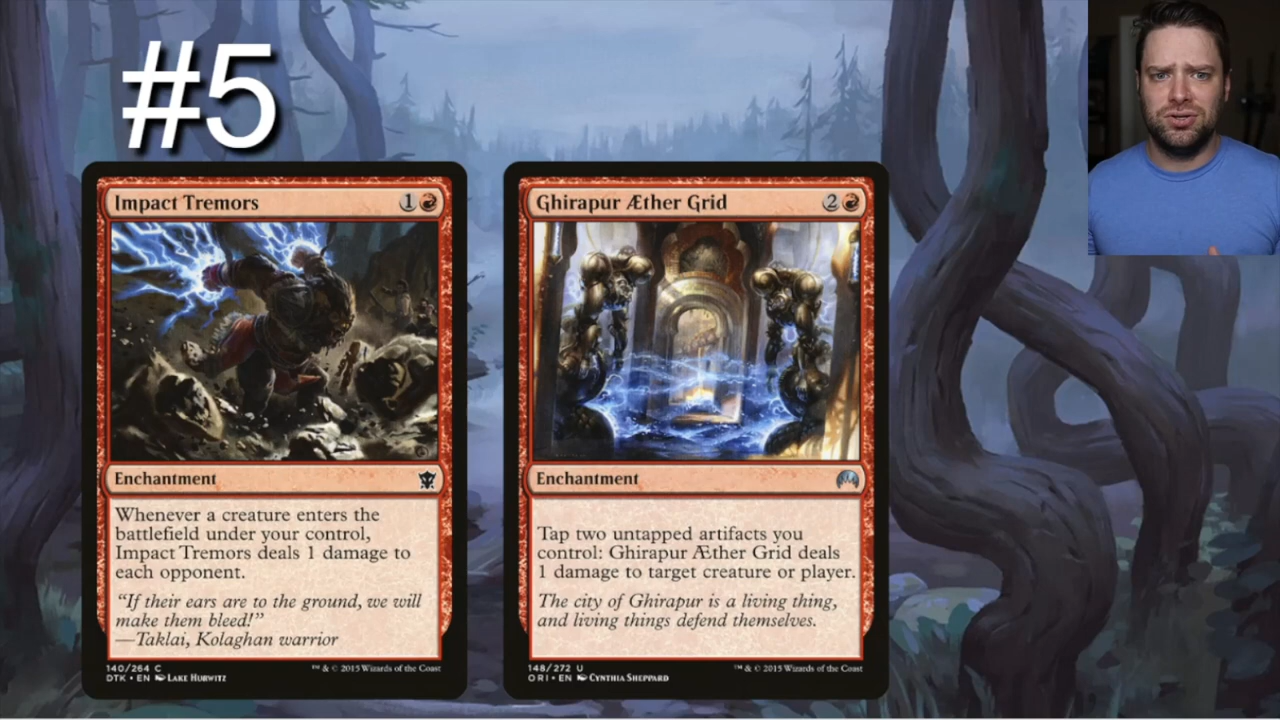 #5
Impact Tremors 1
Enchantment
Whenever a creature enters the
battlefield under your control,
Impact Tremors deals 1 damage to
each opponent.
“If their ears are to the ground, we will
make them bleed!”
—Taklai, Kolaghan warrior
140/264 C
DTK • EN LAKE HURWITZ
™ & © 2015 Wizards of the Coast
Ghirapur Æther Grid 2
Enchantment
Tap two untapped artifacts you
control: Ghirapur Æther Grid deals
1 damage to target creature or player.
The city of Ghirapur is a living thing,
and living things defend themselves.
148/272 U
ORI • EN CYNTHIA SHEPPARD
™ & © 2015 Wizards of the Coast